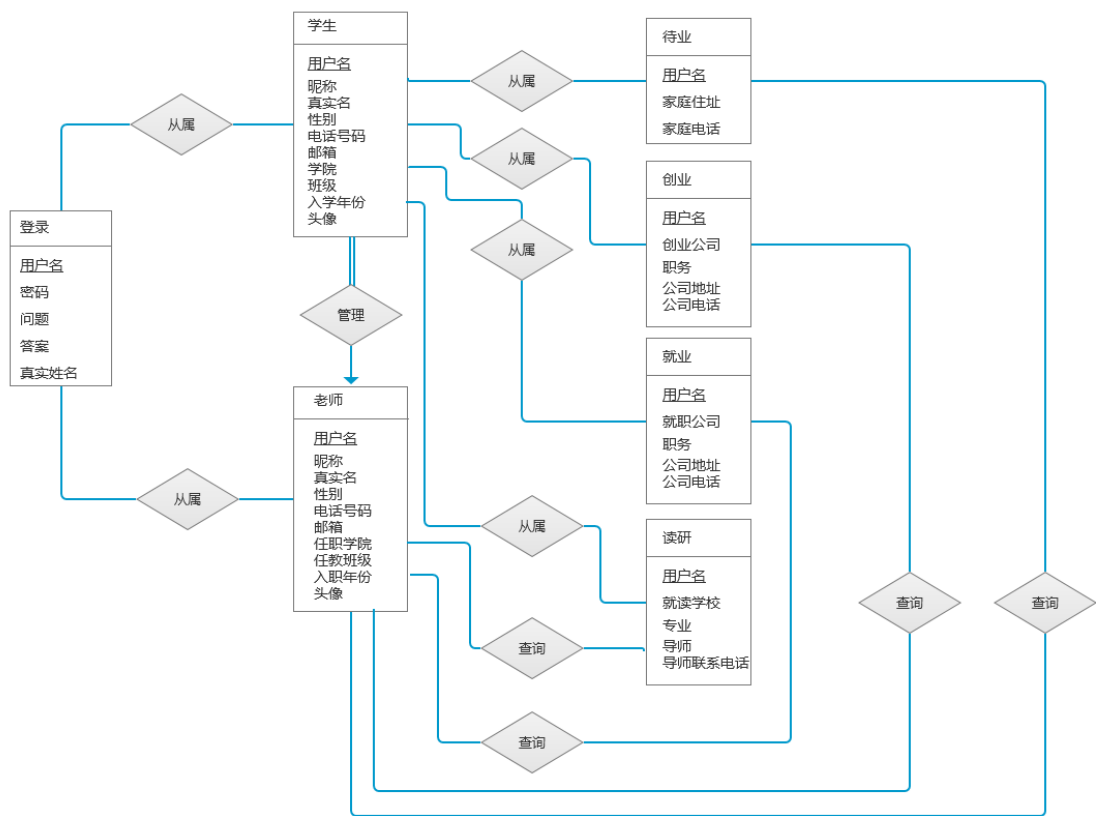 学生
用户名
昵称
真实名
性别
电话号码
邮箱
学院
班级
入学年份
头像
待业
用户名
家庭住址
家庭电话
从属
从属
从属
从属
创业
用户名
创业公司
职务
公司地址
公司电话
登录
用户名
密码
问题
答案
真实姓名
管理
就业
用户名
就职公司
职务
公司地址
公司电话
老师
用户名
昵称
真实名
性别
电话号码
邮箱
任职学院
任教班级
入职年份
头像
从属
从属
读研
用户名
就读学校
专业
导师
导师联系电话
查询
查询
查询
查询